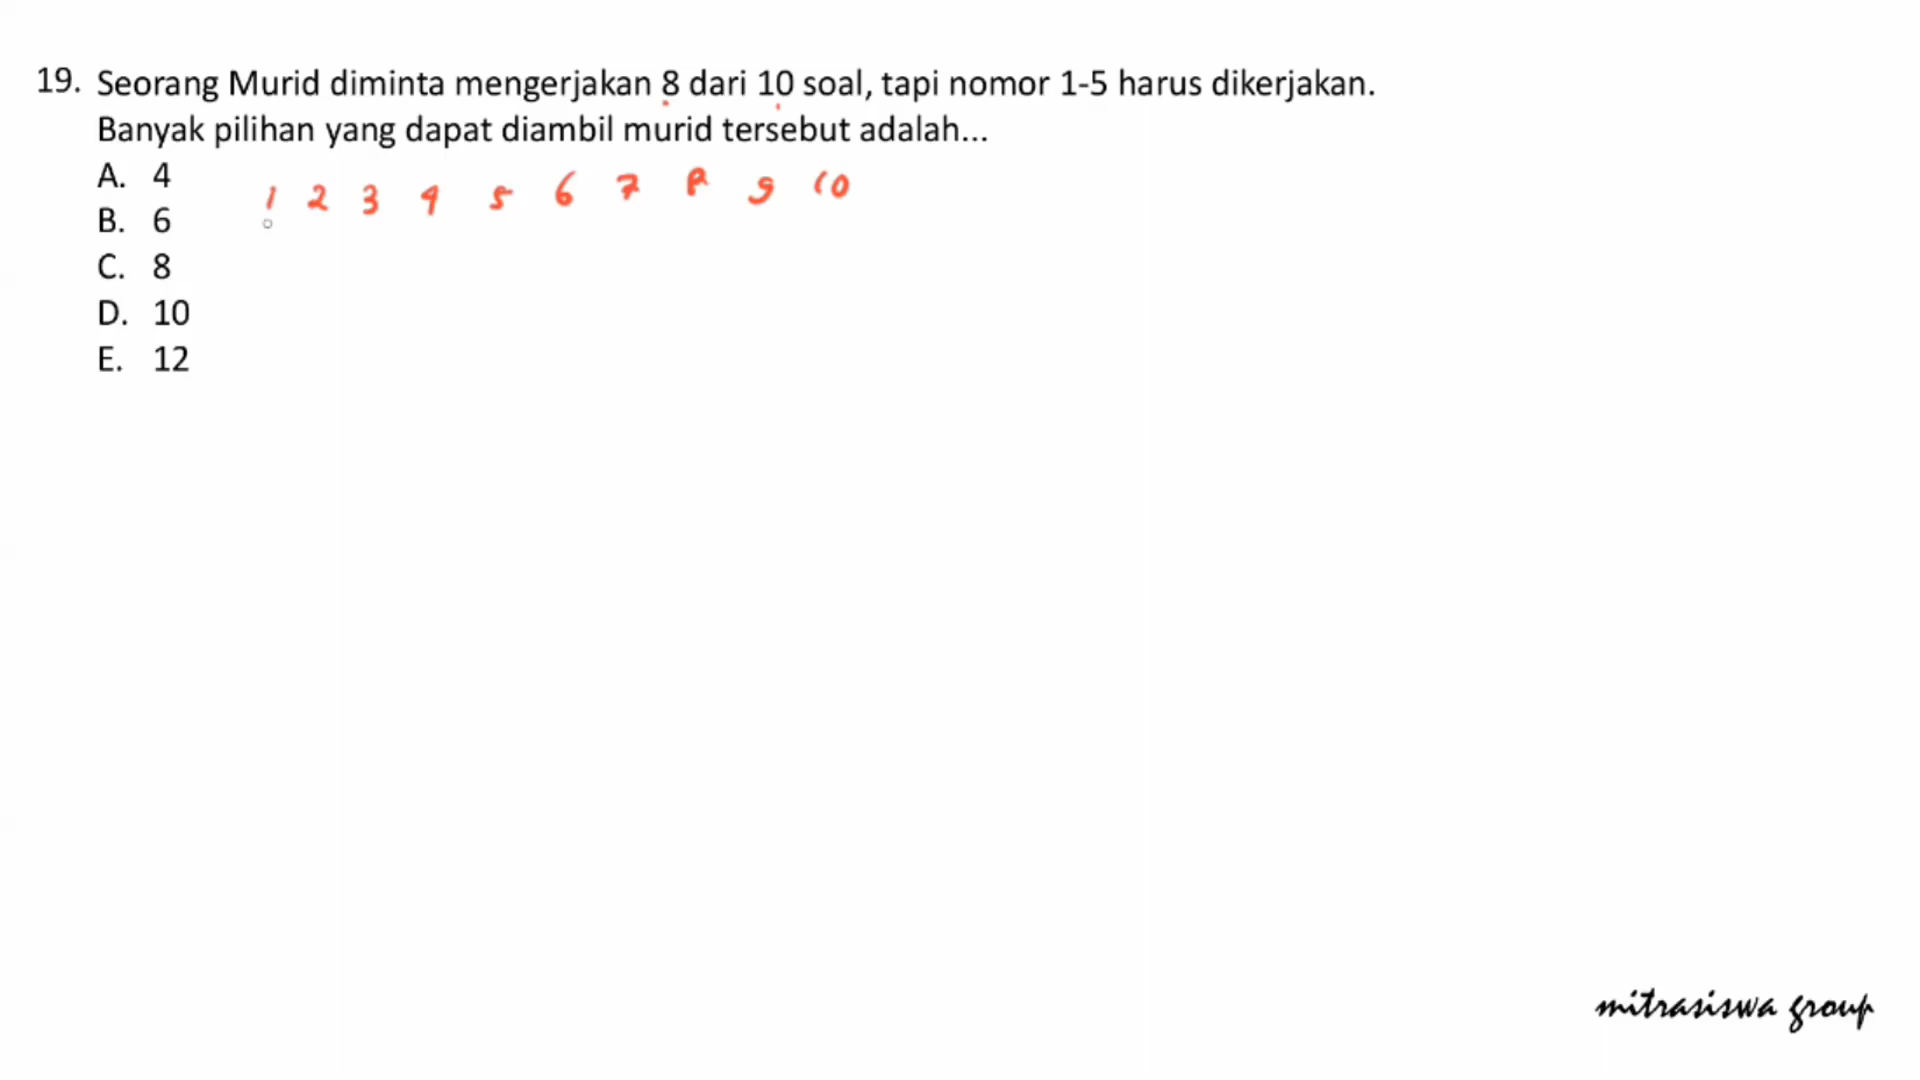 19. Seorang Murid diminta mengerjakan 8 dari 10 soal, tapi nomor 1-5 harus dikerjakan.
Banyak pilihan yang dapat diambil murid tersebut adalah...
A. 4
1 2 3 4 5 6 7 8 9 10
B. 6
C. 8
D. 10
E. 12
mitrasiswa group